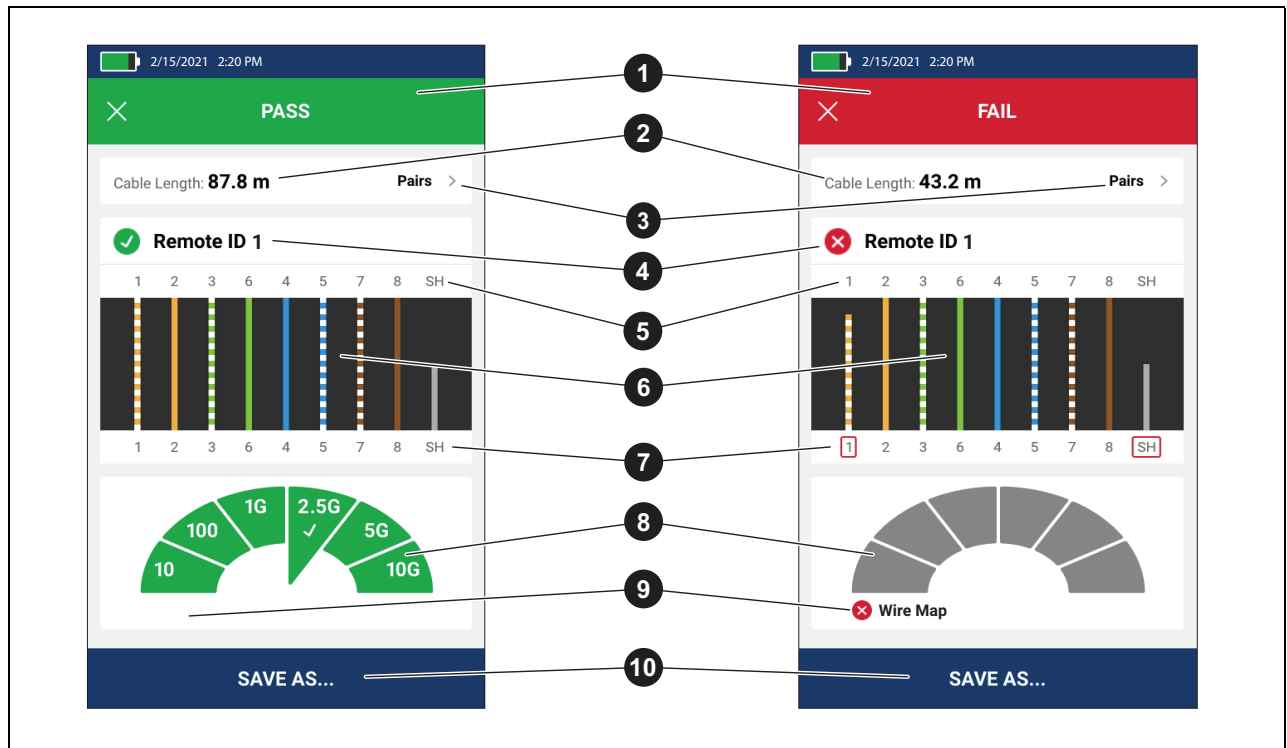 2/15/2021 2:20 PM
PASS
Cable Length: 87.8 m
Pairs >
Remote ID 1
1 2 3 6 4 5 7 8 SH
1 2 3 6 4 5 7 8 SH
10 100 1G 2.5G 5G 10G
SAVE AS...
1
2
3
4
5
6
7
8
9
10
2/15/2021 2:20 PM
FAIL
Cable Length: 43.2 m
Pairs >
Remote ID 1
1 2 3 6 4 5 7 8 SH
1 2 3 6 4 5 7 8 SH
Wire Map
SAVE AS...